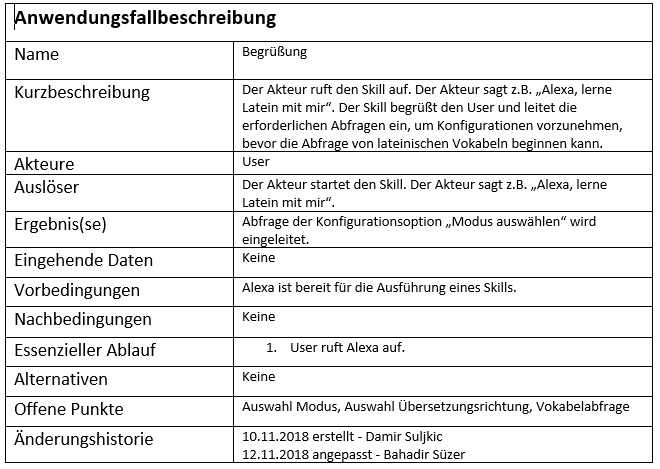 Anwendungsfallbeschreibung
Name
Begrüßung
Kurzbeschreibung
Der Akteur ruft den Skill auf. Der Akteur sagt z.B. „Alexa, lerne
Latein mit mir“. Der Skill begrüßt den User und leitet die
erforderlichen Abfragen ein, um Konfigurationen vorzunehmen,
bevor die Abfrage von lateinischen Vokabeln beginnen kann.
Akteure
User
Auslöser
Der Akteur startet den Skill. Der Akteur sagt z.B. „Alexa, lerne
Latein mit mir“.
Ergebnis(se)
Abfrage der Konfigurationsoption „Modus auswählen“ wird
eingeleitet.
Eingehende Daten
Keine
Vorbedingungen
Alexa ist bereit für die Ausführung eines Skills.
Nachbedingungen
Keine
Essenzieller Ablauf
1. User ruft Alexa auf.
Alternativen
Keine
Offene Punkte
Auswahl Modus, Auswahl Übersetzungsrichtung, Vokabelabfrage
Änderungshistorie
10.11.2018 erstellt - Damir Suljkic
12.11.2018 angepasst - Bahadir Süzer